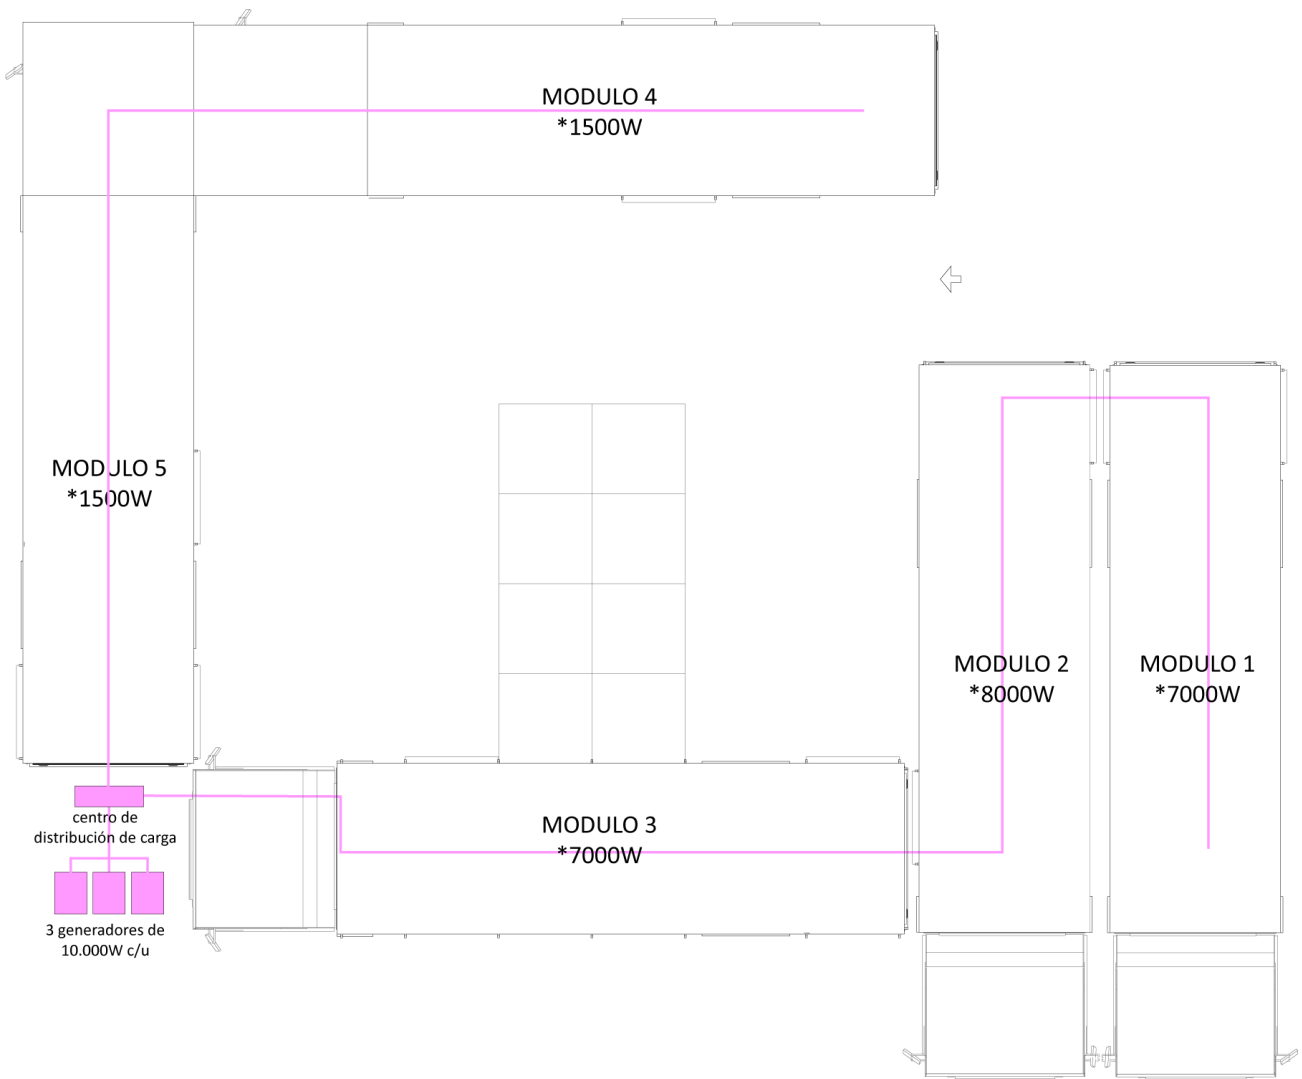 MODULO 4
*1500W
MODULO 5
*1500W
MODULO 2
*8000W
MODULO 1
*7000W
MODULO 3
*7000W
centro de
distribución de carga
3 generadores de
10.000W c/u